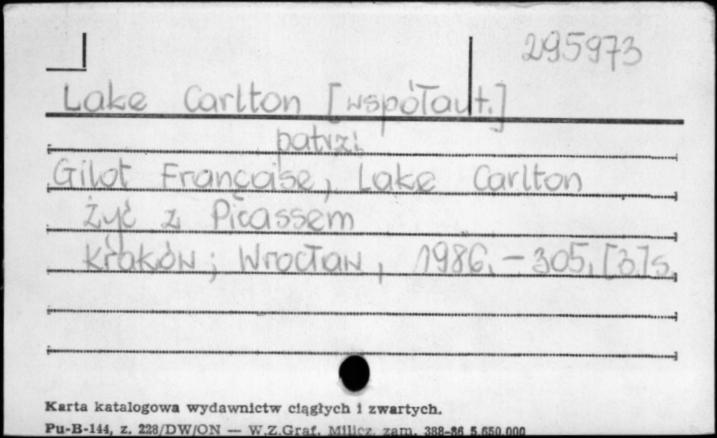 295973
Lake Carlton [współaut.]
patrz:
Gilot Françoise, Lake Carlton
Żyć z Picassem
Kraków ; Wrocław, 1986. - 305, [3] s.
Karta katalogowa wydawnictw ciągłych i zwartych.
Pu-B-144, z. 228/DW/ON — W.Z.Graf. Milicz, zam. 388-86 5.650.000